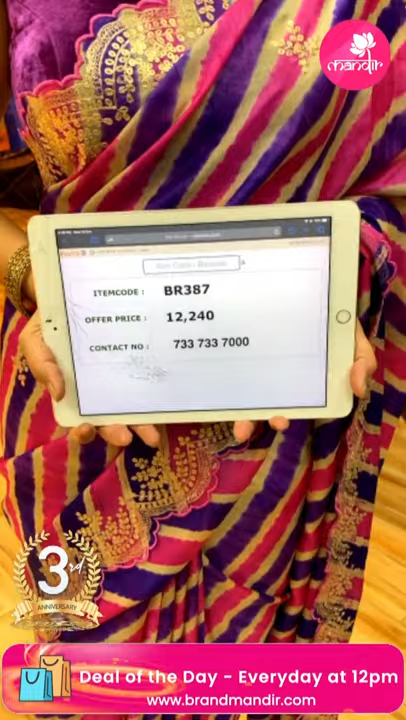 mandir
ITEMCODE : BR387
OFFER PRICE : 12,240
CONTACT NO : 733 733 7000
3rd
ANNIVERSARY
Deal of the Day - Everyday at 12pm
www.brandmandir.com